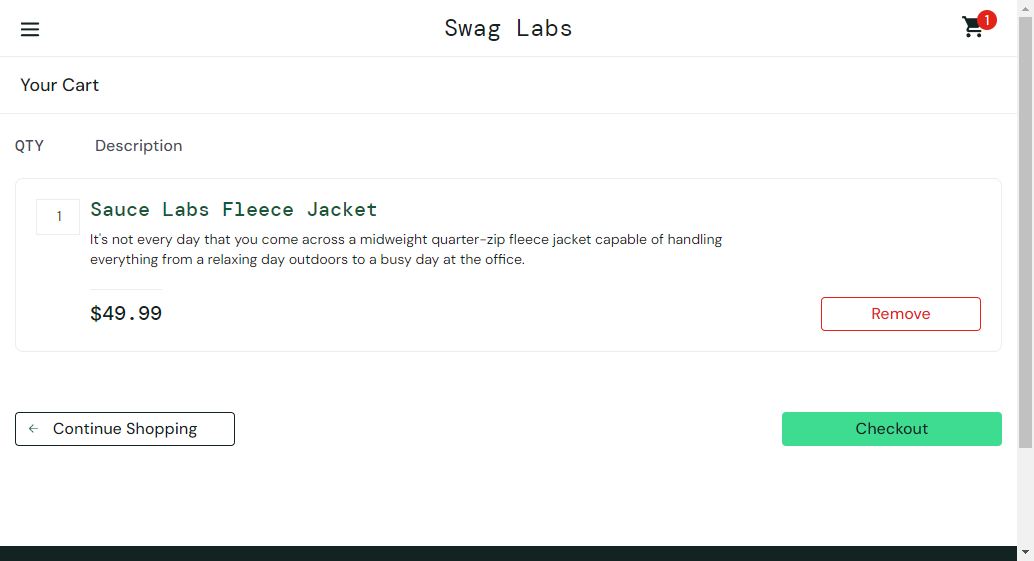 Swag Labs
1
Your Cart
QTY
Description
1
Sauce Labs Fleece Jacket
It's not every day that you come across a midweight quarter-zip fleece jacket capable of handling
everything from a relaxing day outdoors to a busy day at the office.
$49.99
Remove
Continue Shopping
Checkout